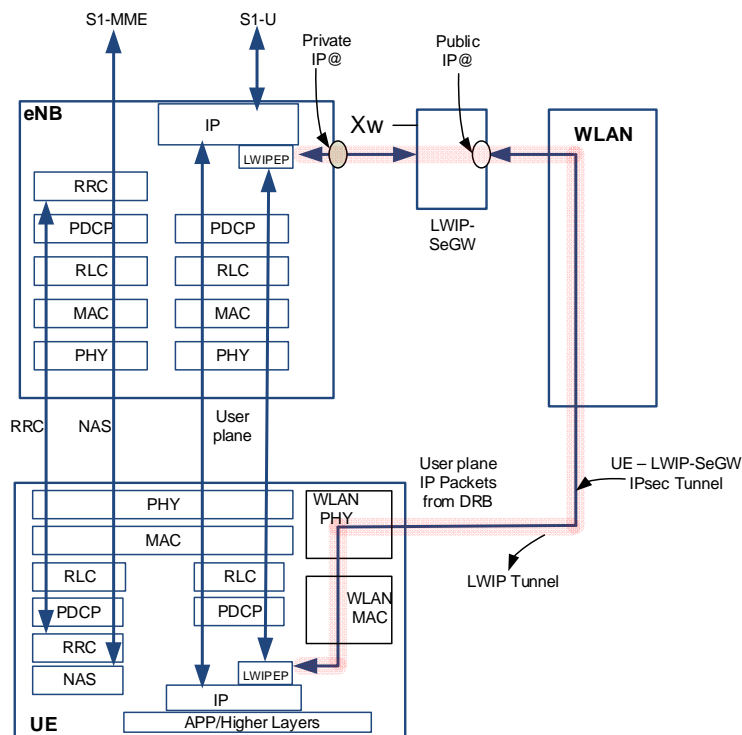 S1-MME
S1-U
Private
IP@
Public
IP@
eNB
IP
Xw
WLAN
LWIPEP
RRC
LWIP-
SeGW
PDCP
PDCP
RLC
RLC
MAC
MAC
PHY
PHY
RRC
NAS
User
plane
User plane
IP Packets
from DRB
UE – LWIP-SeGW
IPsec Tunnel
LWIP Tunnel
PHY
WLAN
PHY
MAC
RLC
RLC
WLAN
MAC
PDCP
PDCP
RRC
NAS
LWIPEP
IP
APP/Higher Layers
UE